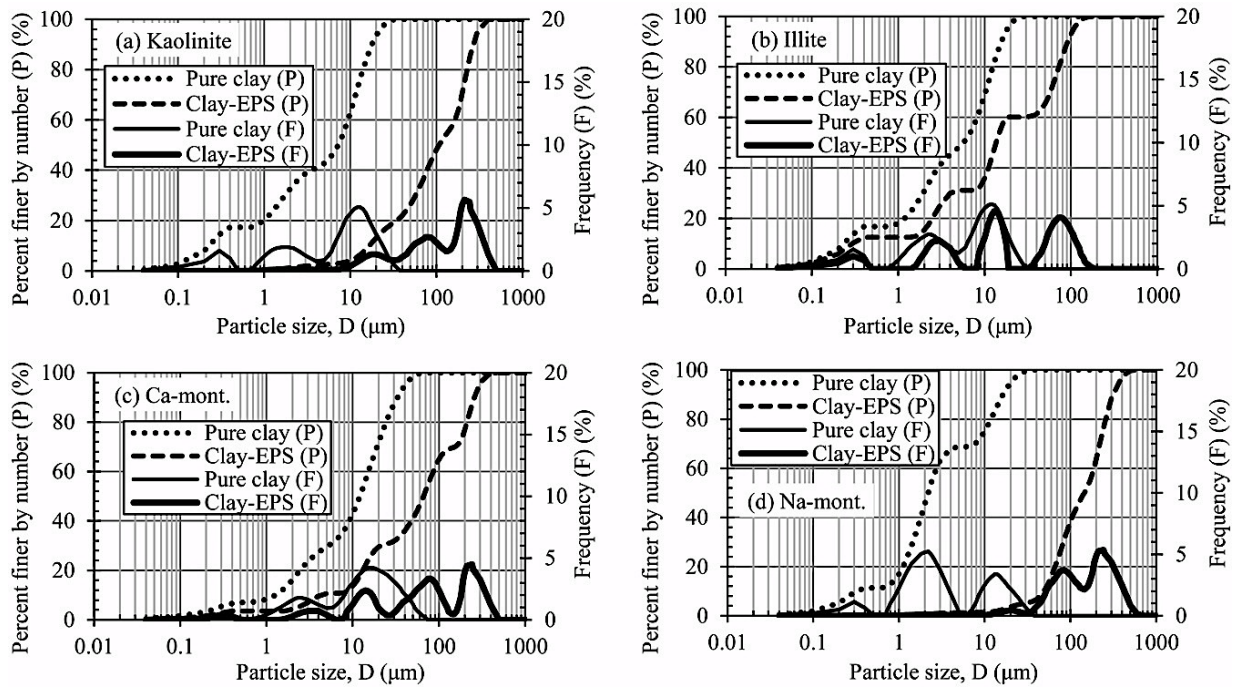 (a) Kaolinite
Percent finer by number (P) (%)
100
80
60
40
20
0
Pure clay (P)
Clay-EPS (P)
Pure clay (F)
Clay-EPS (F)
20
15
10
5
0
Frequency (F) (%)
0.01 0.1 1 10 100 1000
Particle size, D (μm)
(b) Illite
Percent finer by number (P) (%)
100
80
60
40
20
0
Pure clay (P)
Clay-EPS (P)
Pure clay (F)
Clay-EPS (F)
20
15
10
5
0
Frequency (F) (%)
0.01 0.1 1 10 100 1000
Particle size, D (μm)
(c) Ca-mont.
Percent finer by number (P) (%)
100
80
60
40
20
0
Pure clay (P)
Clay-EPS (P)
Pure clay (F)
Clay-EPS (F)
20
15
10
5
0
Frequency (F) (%)
0.01 0.1 1 10 100 1000
Particle size, D (μm)
Percent finer by number (P) (%)
100
80
60
40
20
0
Pure clay (P)
Clay-EPS (P)
Pure clay (F)
Clay-EPS (F)
(d) Na-mont.
20
15
10
5
0
Frequency (F) (%)
0.01 0.1 1 10 100 1000
Particle size, D (μm)